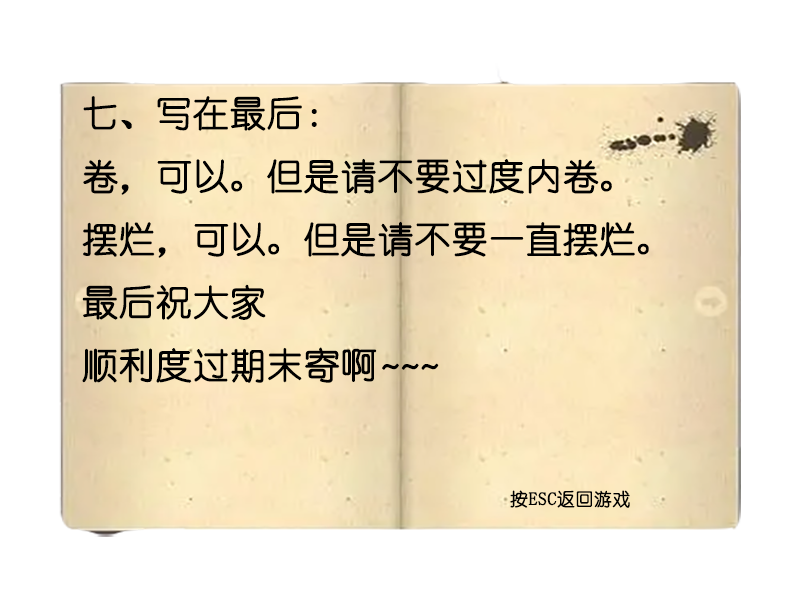 七、写在最后：
卷，可以。但是请不要过度内卷。
摆烂，可以。但是请不要一直摆烂。
最后祝大家
顺利度过期末寄啊~~~
按ESC返回游戏